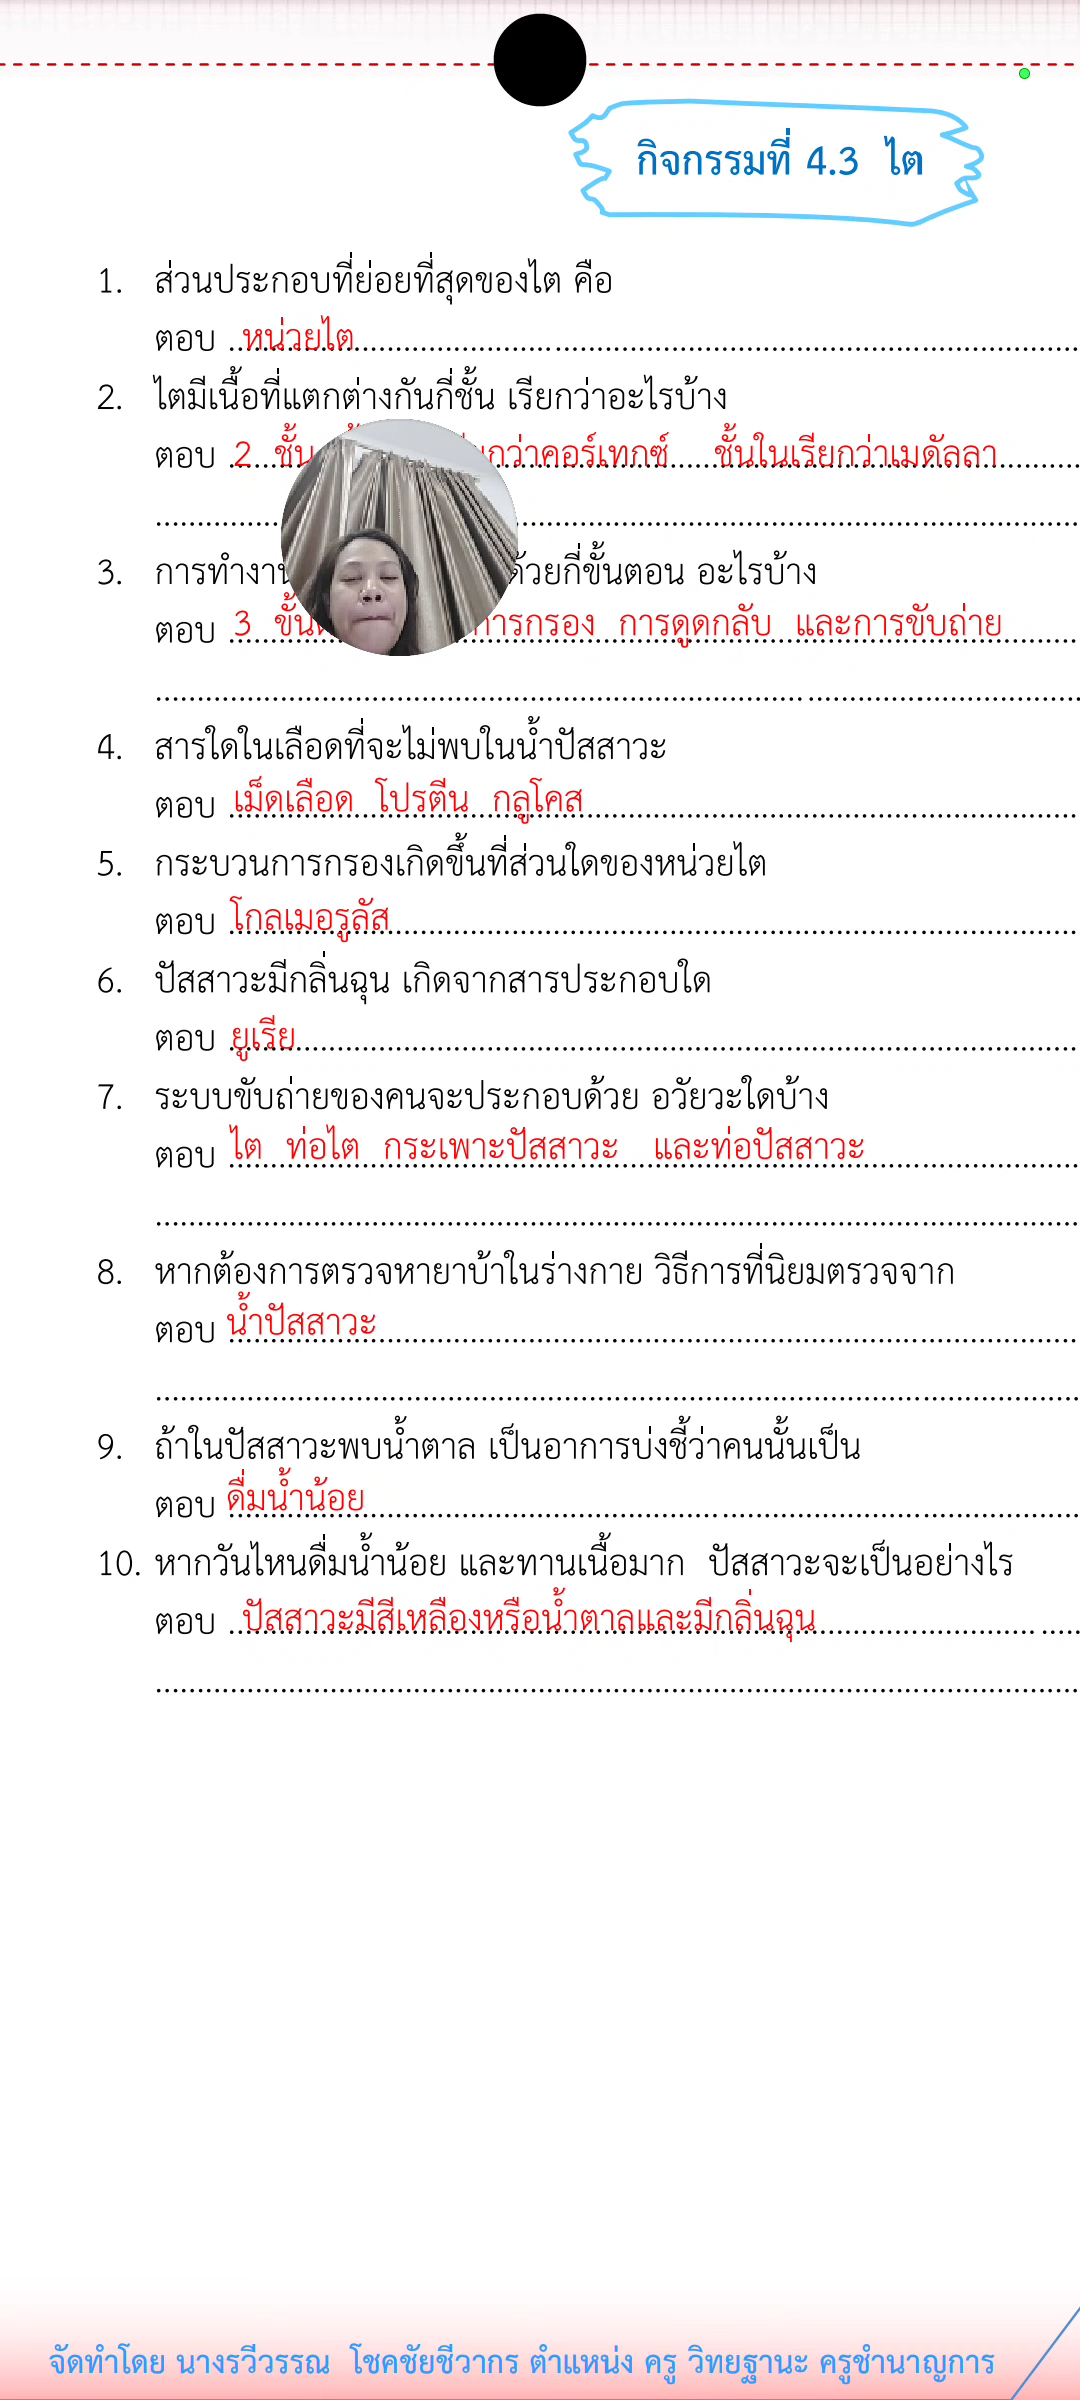 กิจกรรมที่ 4.3 ไต
1. ส่วนประกอบที่ย่อยที่สุดของไต คือ
ตอบ หน่วยไต
2. ไตมีเนื้อที่แตกต่างกันกี่ชั้น เรียกว่าอะไรบ้าง
ตอบ 2 ชั้น กว่าคอร์เทกซ์ ชั้นในเรียกว่าเมดัลลา
3. การทำงาน ด้วยกี่ขั้นตอน อะไรบ้าง
ตอบ 3 การกรอง การดูดกลับ และการขับถ่าย
4. สารใดในเลือดที่จะไม่พบในน้ำปัสสาวะ
ตอบ เม็ดเลือด โปรตีน กลูโคส
5. กระบวนการกรองเกิดขึ้นที่ส่วนใดของหน่วยไต
ตอบ โกลเมอรูลัส
6. ปัสสาวะมีกลิ่นฉุน เกิดจากสารประกอบใด
ตอบ ยูเรีย
7. ระบบขับถ่ายของคนจะประกอบด้วย อวัยวะใดบ้าง
ตอบ ไต ท่อไต กระเพาะปัสสาวะ และท่อปัสสาวะ
8. หากต้องการตรวจหายาบ้าในร่างกาย วิธีการที่นิยมตรวจจาก
ตอบ น้ำปัสสาวะ
9. ถ้าในปัสสาวะพบน้ำตาล เป็นอาการบ่งชี้ว่าคนนั้นเป็น
ตอบ ดื่มน้ำน้อย
10. หากวันไหนดื่มน้ำน้อย และทานเนื้อมาก ปัสสาวะจะเป็นอย่างไร
ตอบ ปัสสาวะมีสีเหลืองหรือน้ำตาลและมีกลิ่นฉุน
จัดทำโดย นางรวีวรรณ โชคชัยชีวากร ตำแหน่ง ครู วิทยฐานะ ครูชำนาญการ